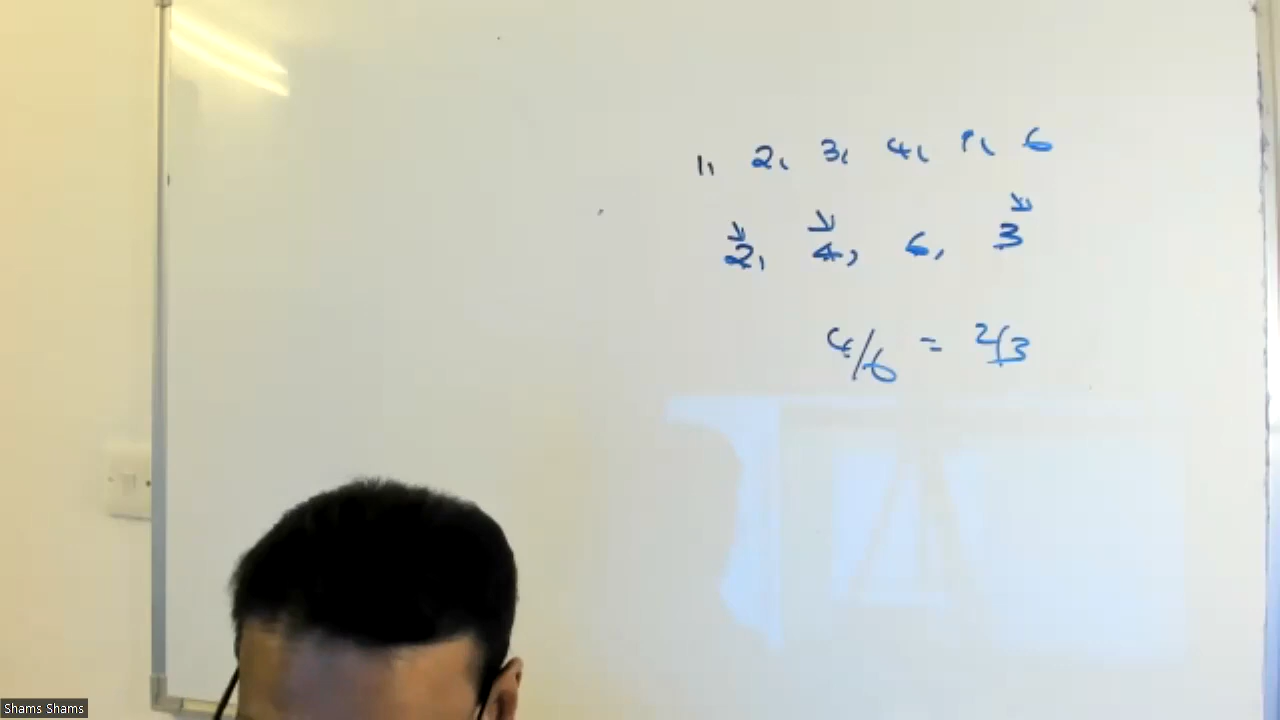 1, 2, 3, 4, 5, 6
2, 4, 6, 3
4/6 = 2/3
Shams Shams